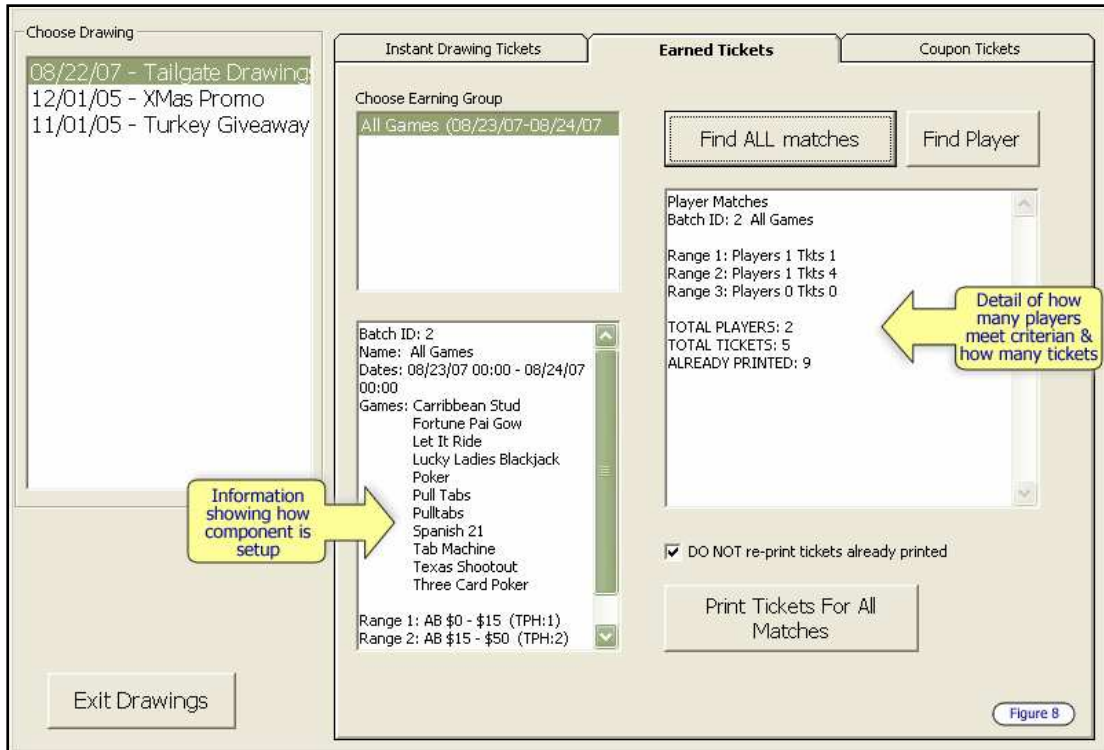 Choose Drawing
08/22/07 - Tailgate Drawings
12/01/05 - XMas Promo
11/01/05 - Turkey Giveaway
Instant Drawing Tickets
Earned Tickets
Coupon Tickets
Choose Earning Group
All Games (08/23/07-08/24/07
Find ALL matches
Find Player
Batch ID: 2
Name: All Games
Dates: 08/23/07 00:00 - 08/24/07
00:00
Games: Carribbean Stud
Fortune Pai Gow
Let It Ride
Lucky Ladies Blackjack
Poker
Pull Tabs
Pulltabs
Spanish 21
Tab Machine
Texas Shootout
Three Card Poker
Range 1: AB $0 - $15 (TPH:1)
Range 2: AB $15 - $50 (TPH:2)
Information
showing how
component is
setup
Player Matches
Batch ID: 2 All Games
Range 1: Players 1 Tkts 1
Range 2: Players 1 Tkts 4
Range 3: Players 0 Tkts 0
TOTAL PLAYERS: 2
TOTAL TICKETS: 5
ALREADY PRINTED: 9
Detail of how
many players
meet criterian &
how many tickets
DO NOT re-print tickets already printed
Print Tickets For All
Matches
Exit Drawings
Figure 8